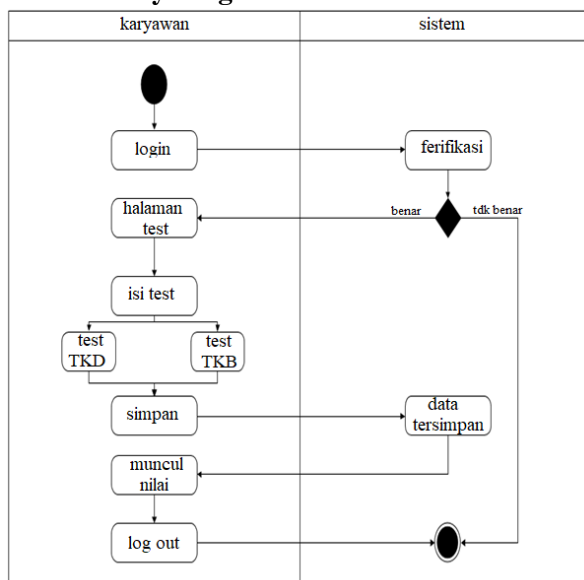 karyawan
sistem
login
ferifikasi
halaman
test
benar
tdk benar
isi test
test
TKD
test
TKB
simpan
data
tersimpan
muncul
nilai
log out